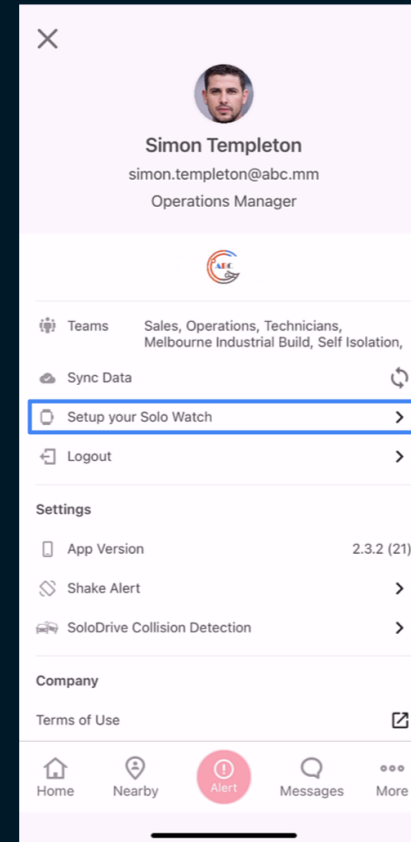 Simon Templeton
simon.templeton@abc.mm
Operations Manager
ABC
Teams Sales, Operations, Technicians,
Melbourne Industrial Build, Self Isolation,
Sync Data
Setup your Solo Watch
Logout
Settings
App Version 2.3.2 (21)
Shake Alert
SoloDrive Collision Detection
Company
Terms of Use
Alert
Home Nearby Messages More